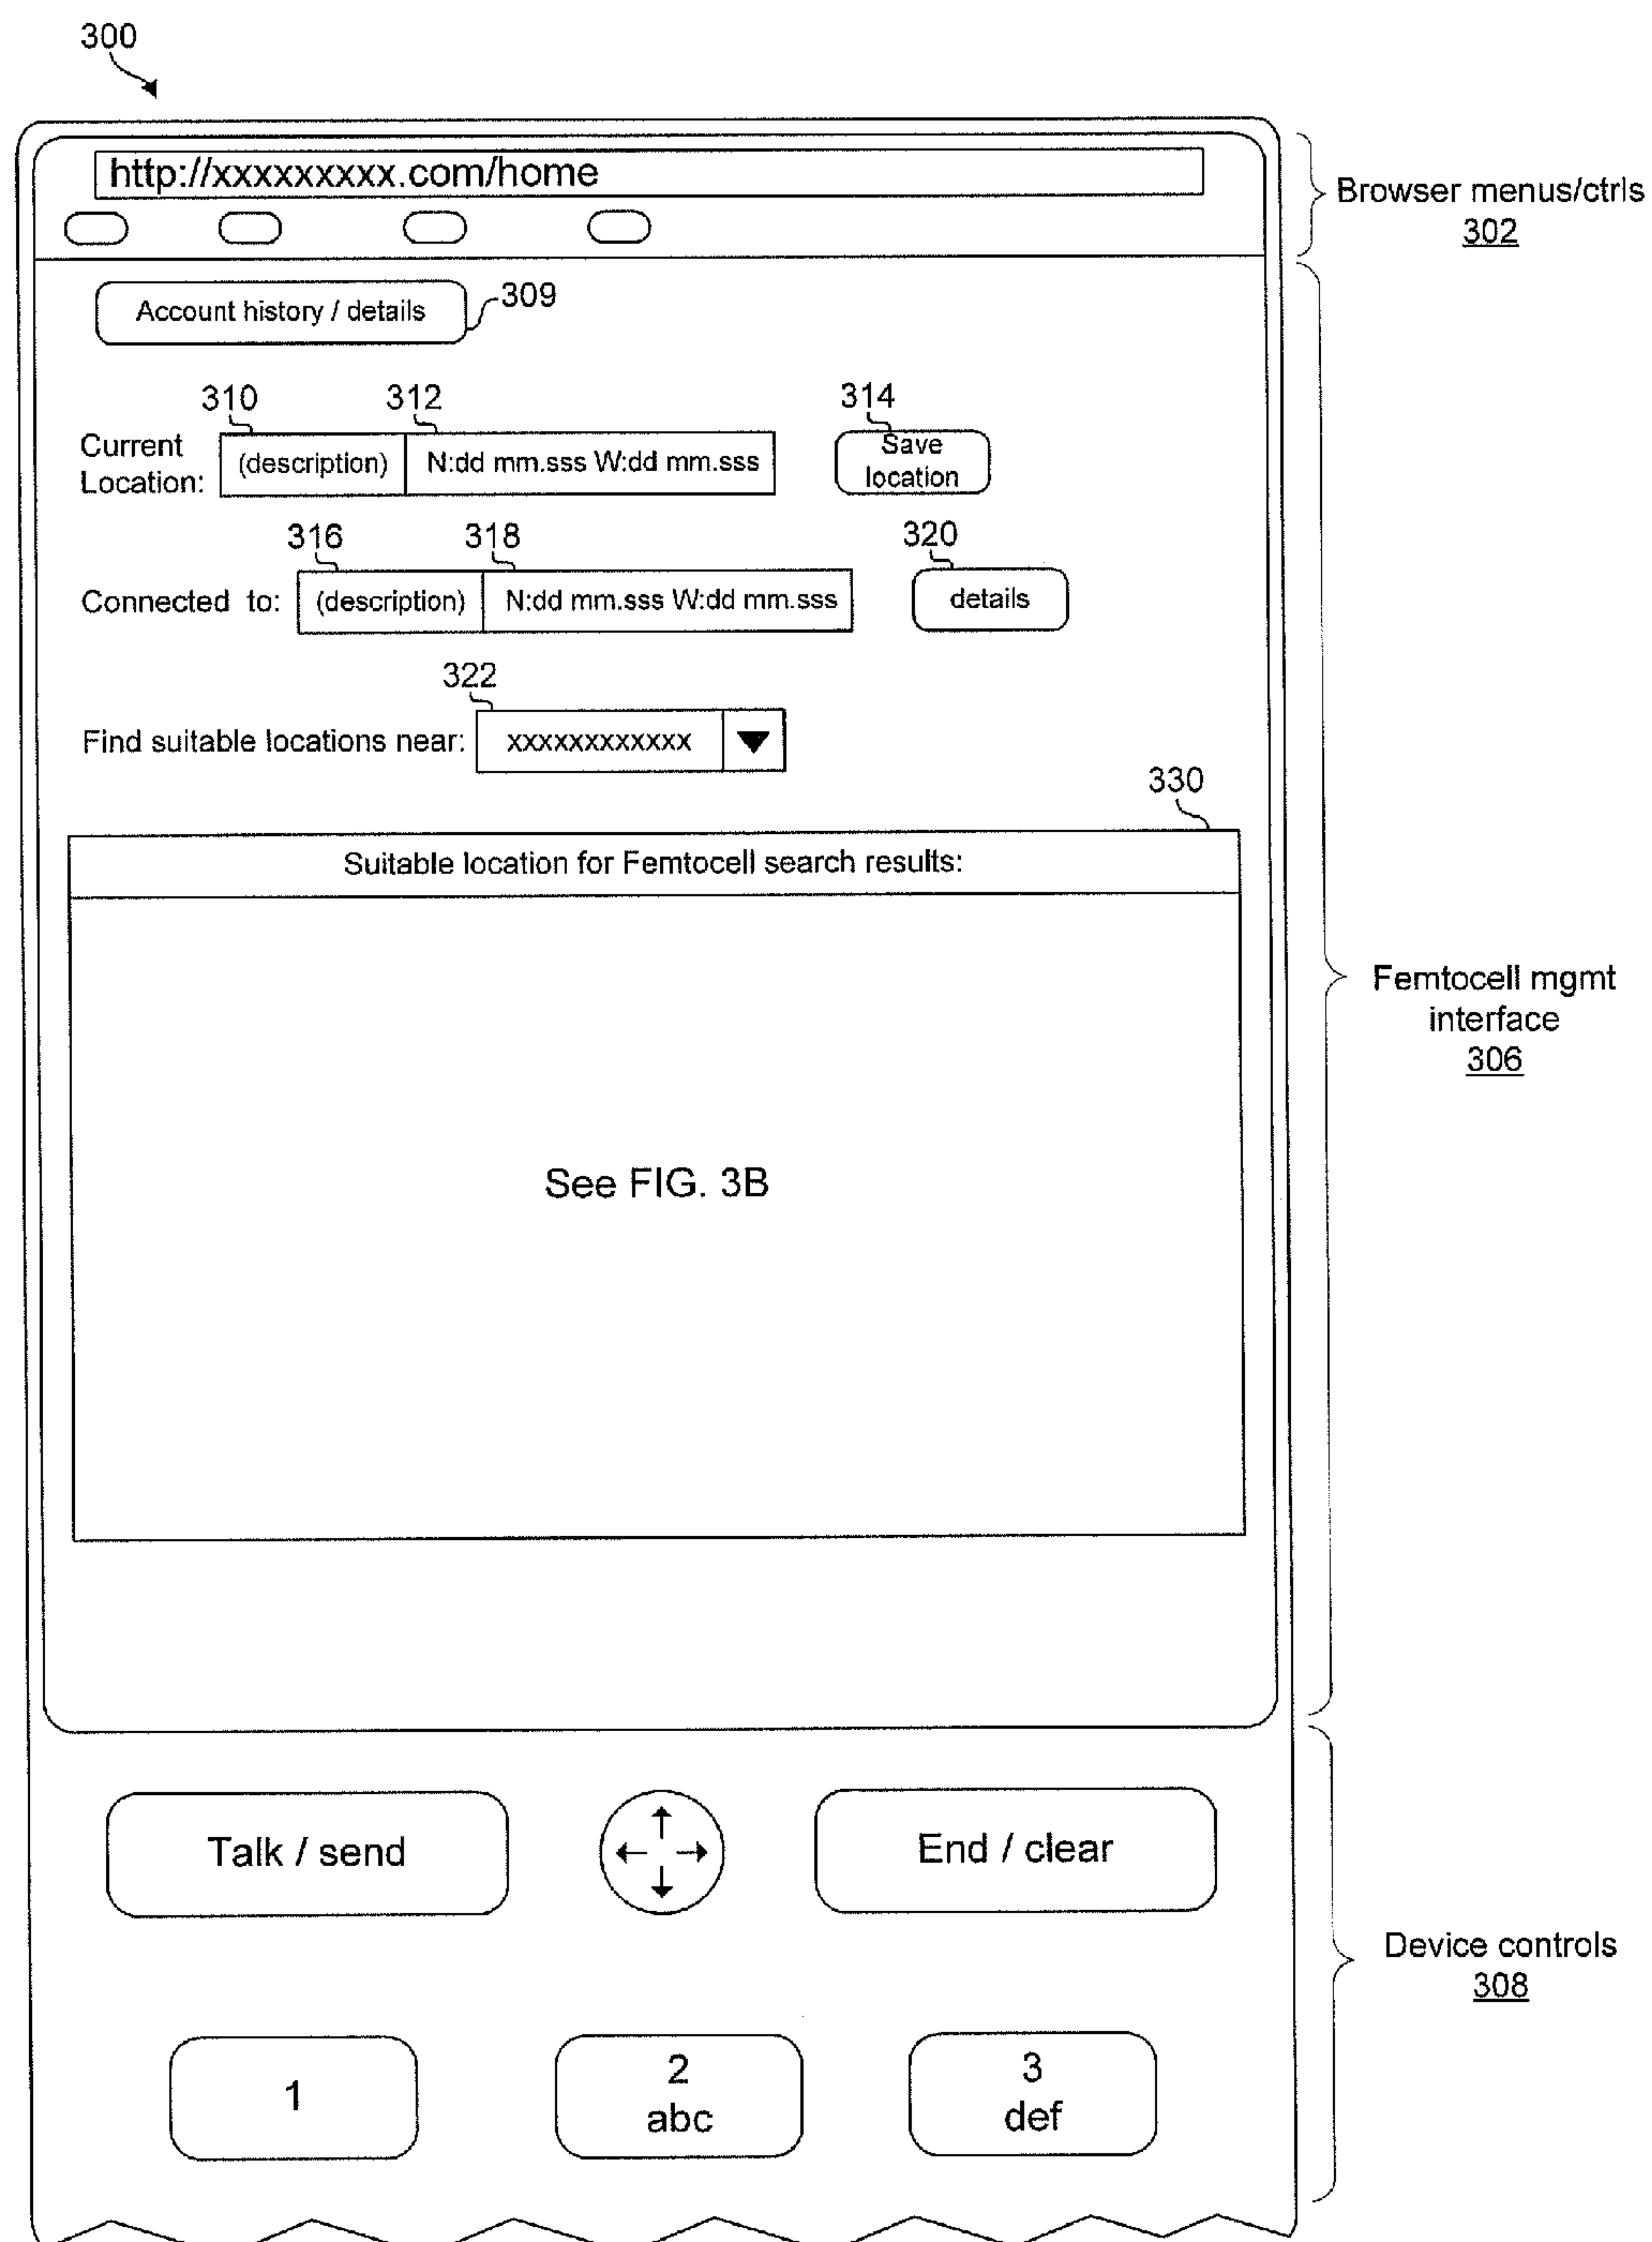 300
http://xxxxxxxxx.com/home
Browser menus/ctrls
302
Account history / details
309
310
312
314
Current
Location:
(description)
N:dd mm.sss W:dd mm.sss
Save
location
316
318
320
Connected to:
(description)
N:dd mm.sss W:dd mm.sss
details
322
Find suitable locations near:
xxxxxxxxxxxx
330
Suitable location for Femtocell search results:
Femtocell mgmt
interface
306
See FIG. 3B
Talk / send
End / clear
Device controls
308
1
2
abc
3
def